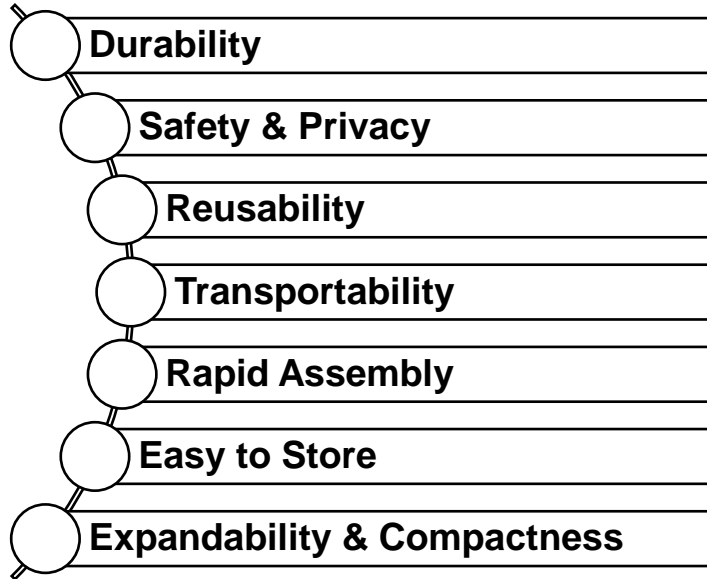 Durability
Safety & Privacy
Reusability
Transportability
Rapid Assembly
Easy to Store
Expandability & Compactness